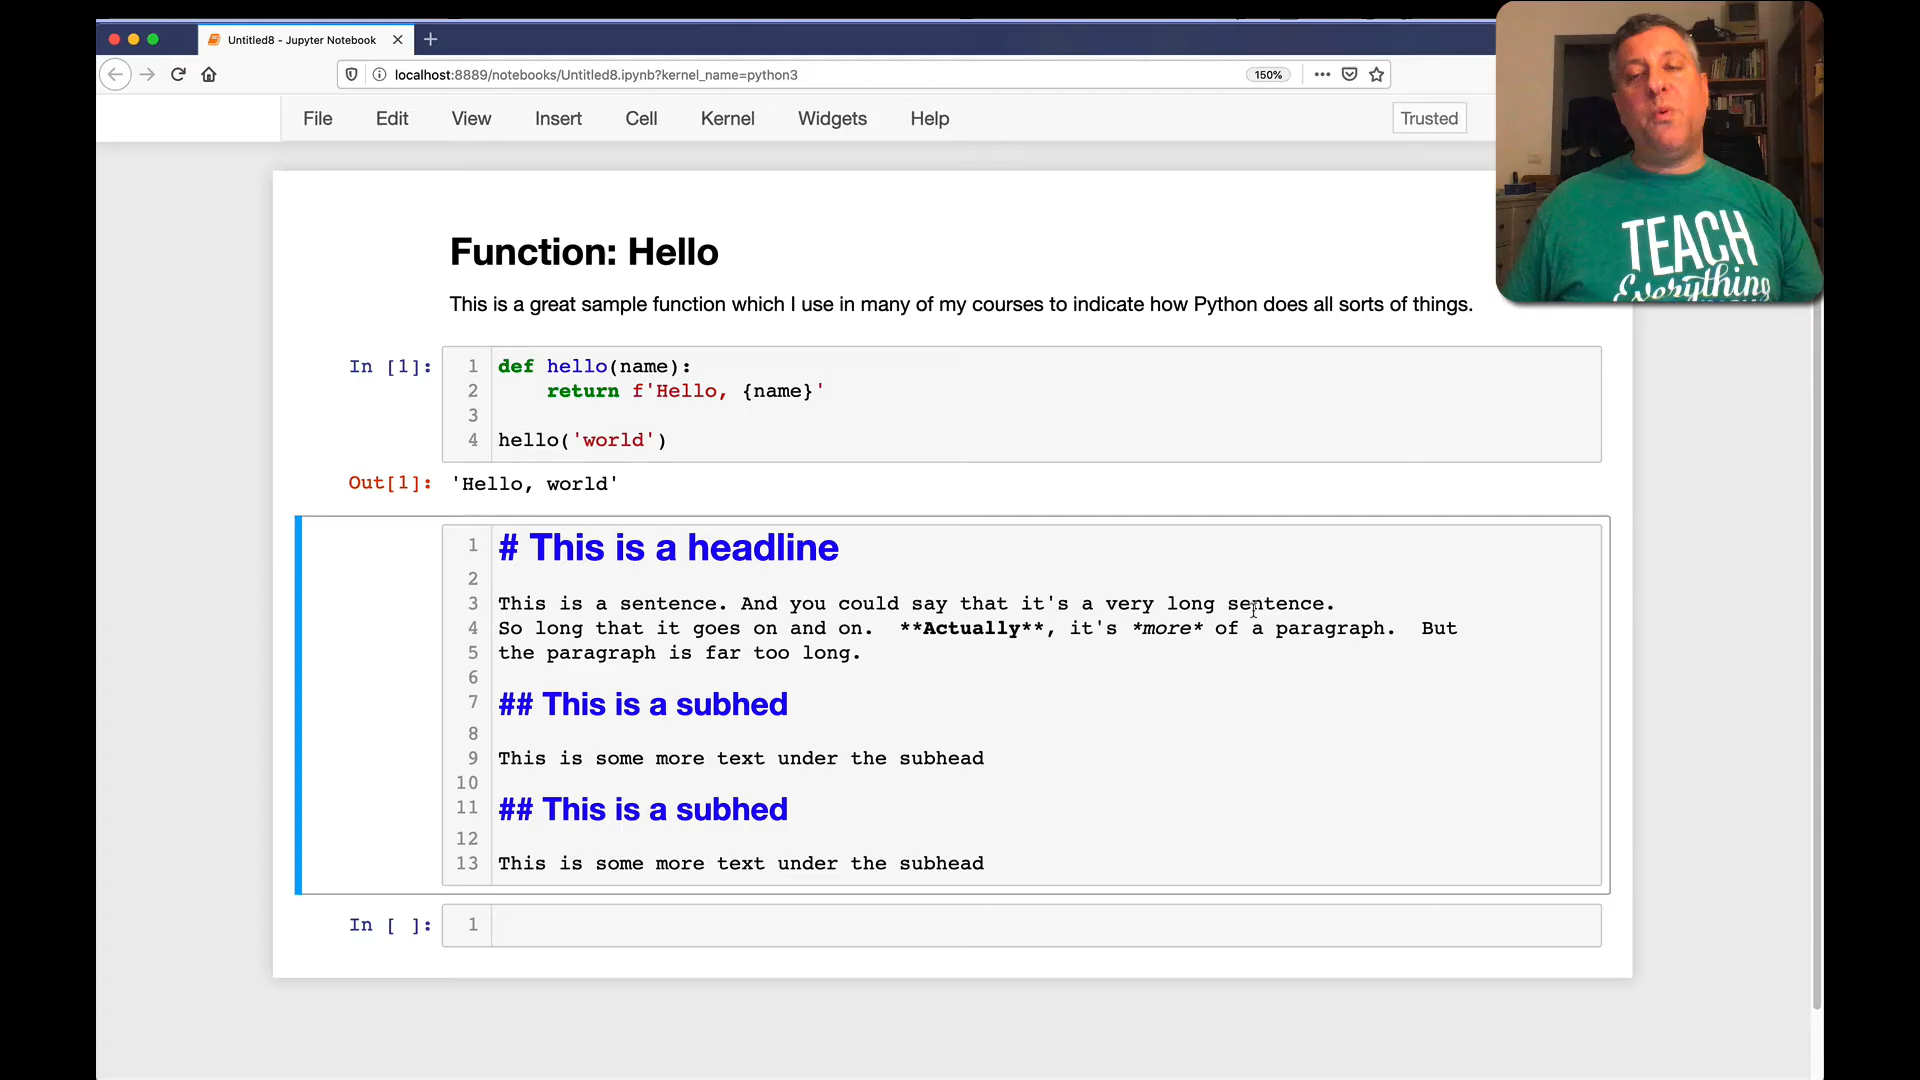 Untitled8 - Jupyter Notebook
localhost:8889/notebooks/Untitled8.ipynb?kernel_name=python3
150%
File Edit View Insert Cell Kernel Widgets Help
Trusted
TEACH
Everything
Function: Hello
This is a great sample function which I use in many of my courses to indicate how Python does all sorts of things.
In [1]:
1 def hello(name):
2     return f'Hello, {name}'
3
4 hello('world')
Out[1]: 'Hello, world'
1 # This is a headline
2
3 This is a sentence. And you could say that it's a very long sentence.
4 So long that it goes on and on.  **Actually**, it's *more* of a paragraph.  But
5 the paragraph is far too long.
6
7 ## This is a subhed
8
9 This is some more text under the subhead
10
11 ## This is a subhed
12
13 This is some more text under the subhead
In [ ]: 1